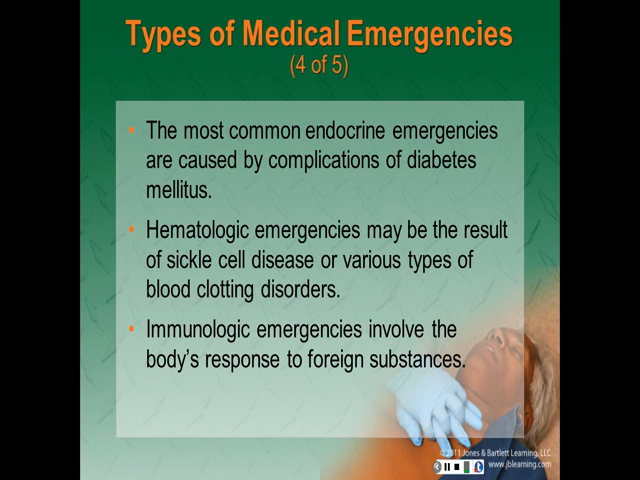 Types of Medical Emergencies
(4 of 5)
• The most common endocrine emergencies
are caused by complications of diabetes
mellitus.
• Hematologic emergencies may be the result
of sickle cell disease or various types of
blood clotting disorders.
• Immunologic emergencies involve the
body's response to foreign substances.
© 2011 Jones & Bartlett Learning, LLC
www.jblearning.com